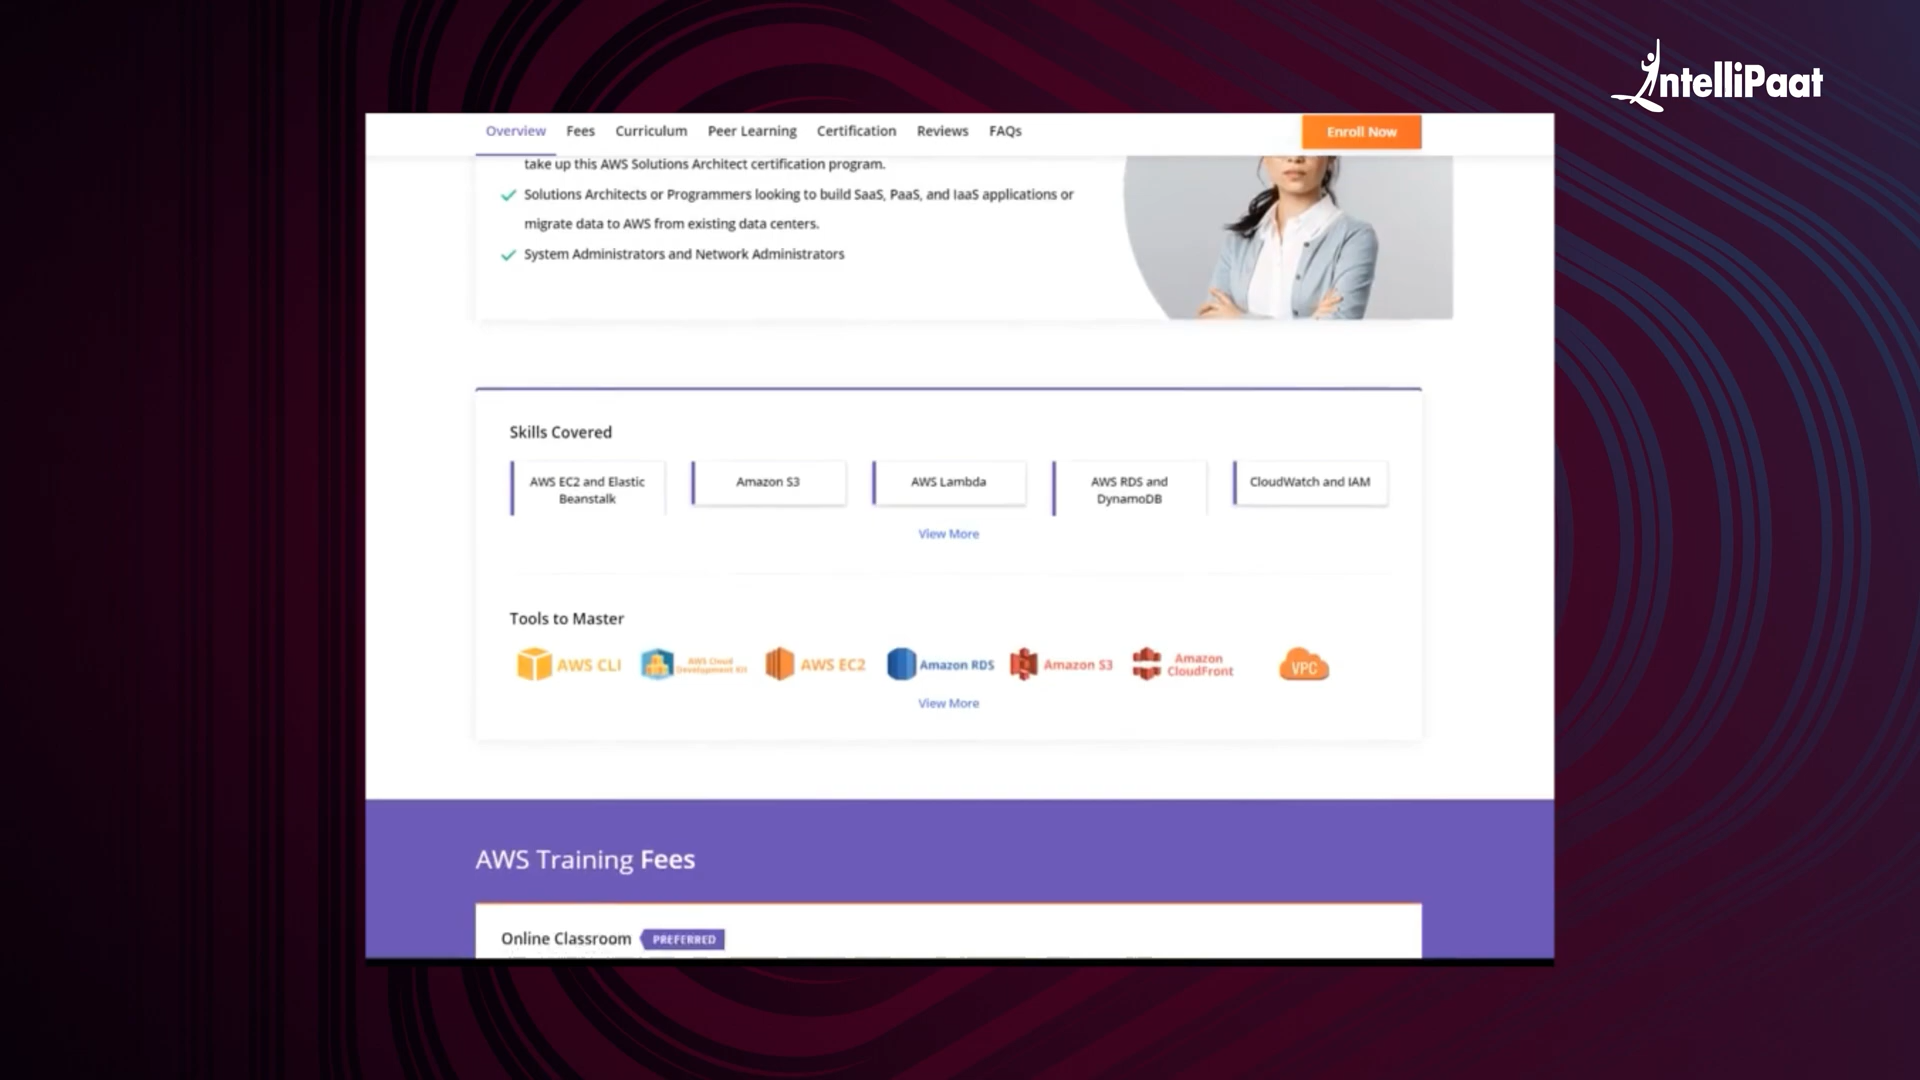 IntelliPaat
Overview Fees Curriculum Peer Learning Certification Reviews FAQs Enroll Now
take up this AWS Solutions Architect certification program.
Solutions Architects or Programmers looking to build SaaS, PaaS, and IaaS applications or
migrate data to AWS from existing data centers.
System Administrators and Network Administrators
Skills Covered
AWS EC2 and Elastic
Beanstalk
Amazon S3
AWS Lambda
AWS RDS and
DynamoDB
CloudWatch and IAM
View More
Tools to Master
AWS CLI
AWS Cloud
Development Kit
AWS EC2
Amazon RDS
Amazon S3
Amazon
CloudFront
VPC
View More
AWS Training Fees
Online Classroom PREFERRED